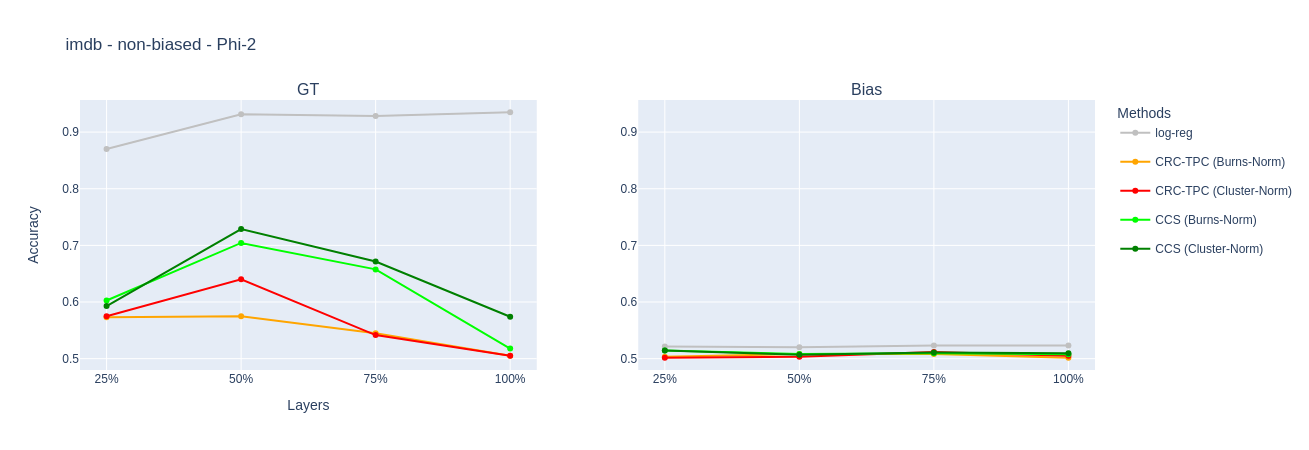 imdb - non-biased - Phi-2
GT
0.9
0.8
0.7
0.6
0.5
Accuracy
25% 50% 75% 100%
Layers
Bias
0.9
0.8
0.7
0.6
0.5
25% 50% 75% 100%
Methods
log-reg
CRC-TPC (Burns-Norm)
CRC-TPC (Cluster-Norm)
CCS (Burns-Norm)
CCS (Cluster-Norm)